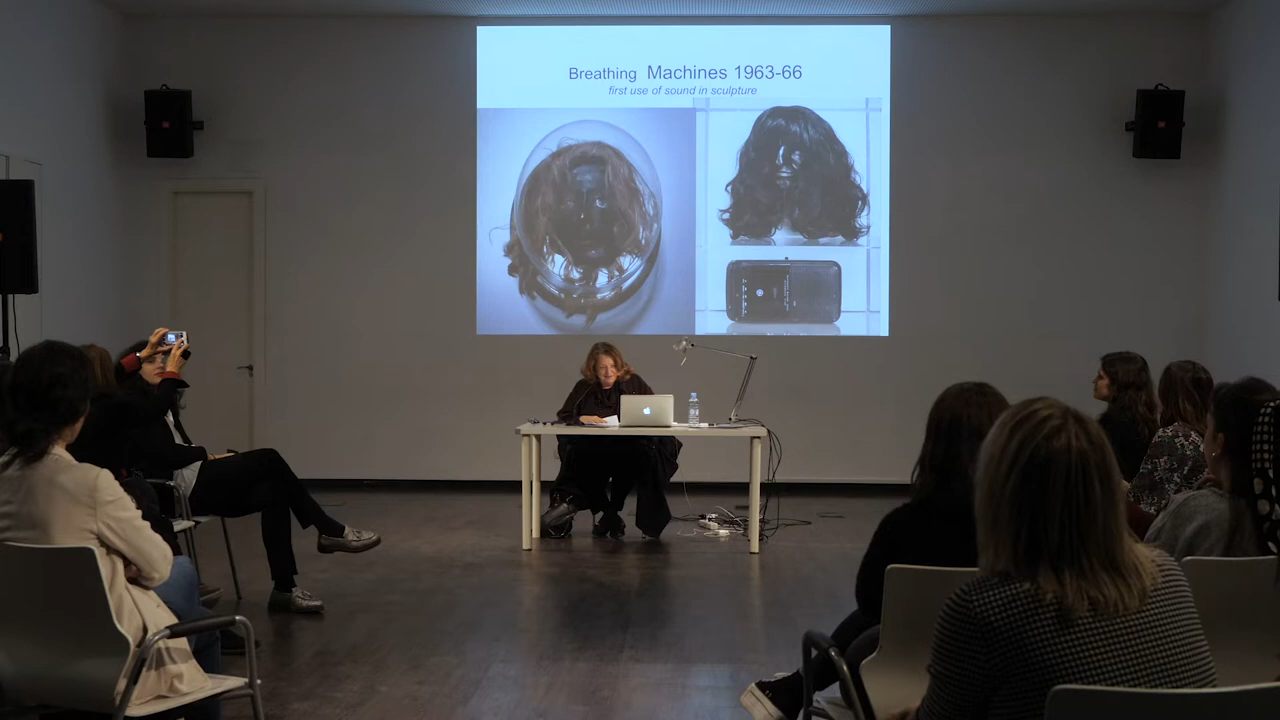 Breathing Machines 1963-66
first use of sound in sculpture